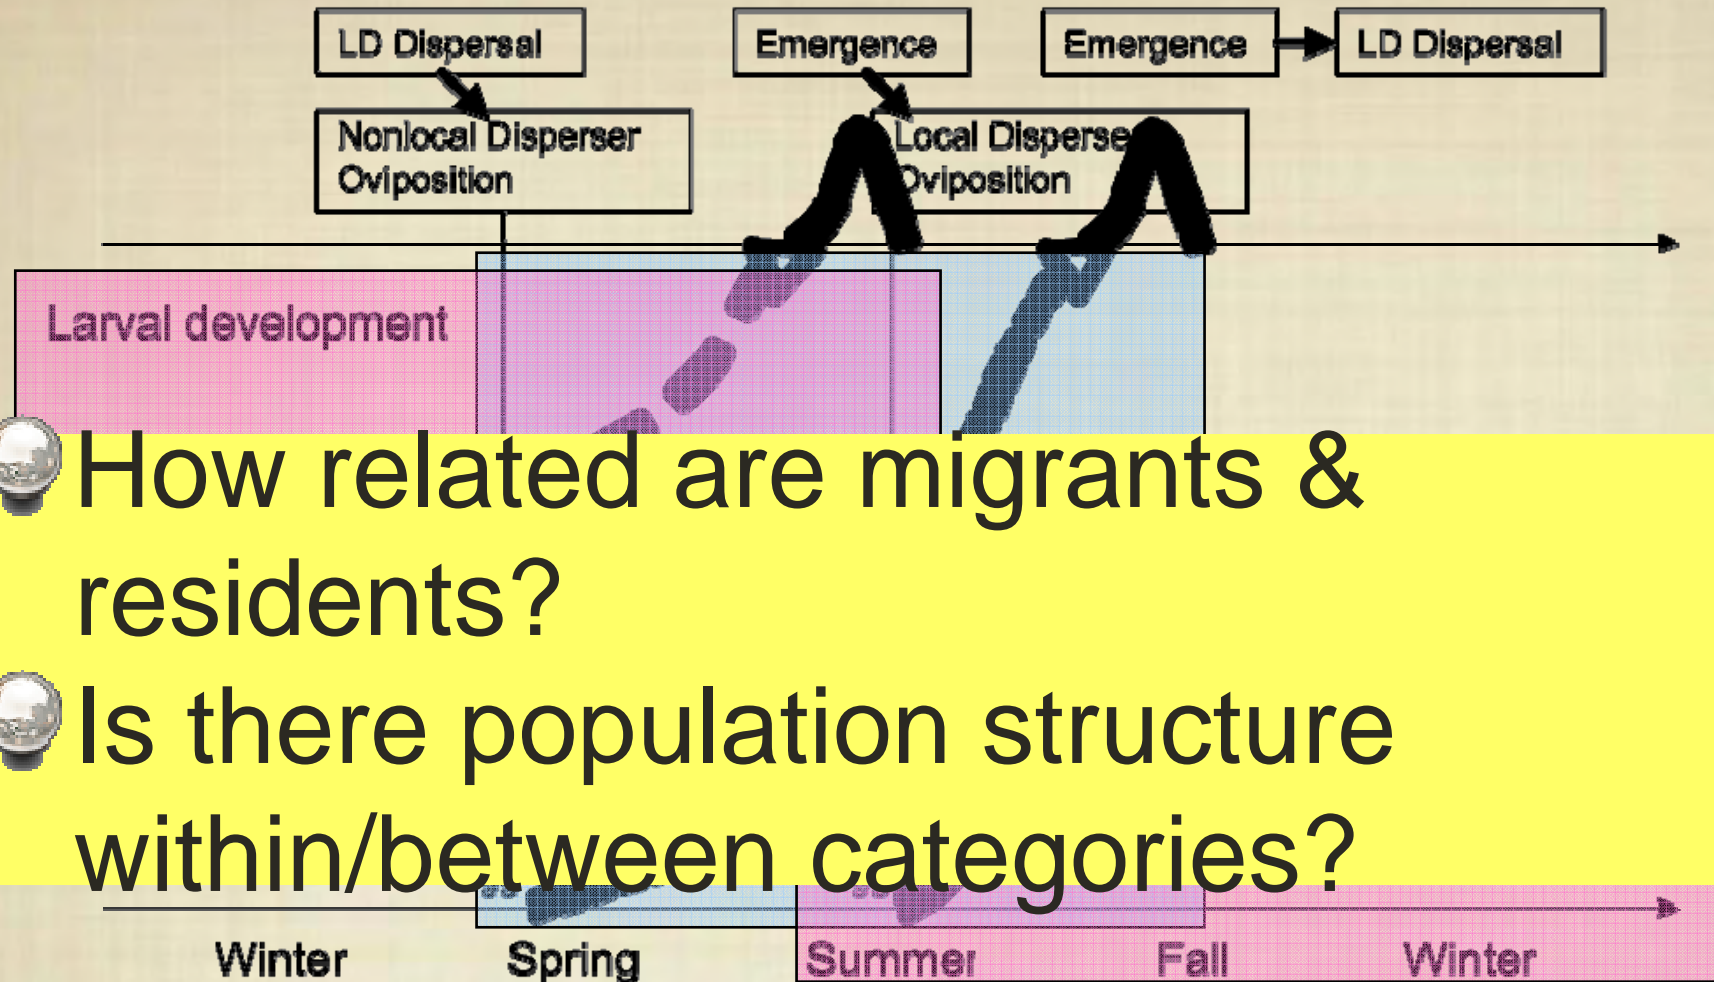 LD Dispersal
Emergence
Emergence
LD Dispersal
Nonlocal Disperser
Oviposition
Local Disperse
Oviposition
Larval development
How related are migrants &
residents?
Is there population structure
within/between categories?
Winter
Spring
Summer
Fall
Winter